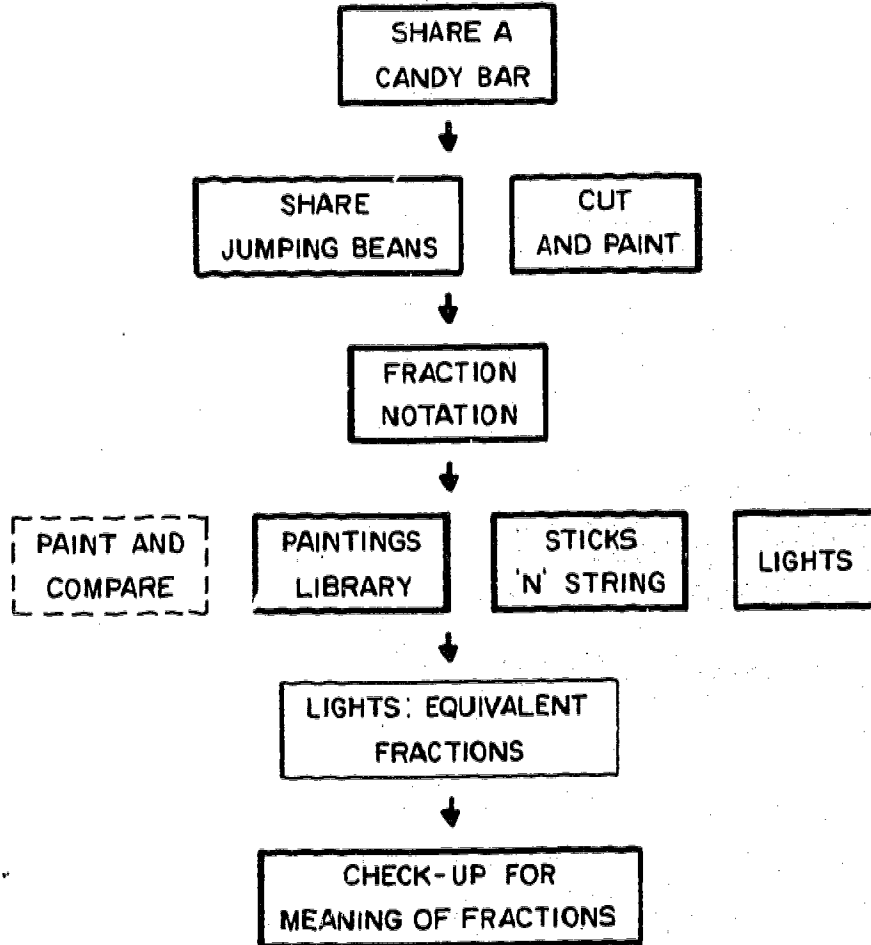 SHARE A
CANDY BAR
SHARE
JUMPING BEANS
CUT
AND PAINT
FRACTION
NOTATION
PAINT AND
COMPARE
PAINTINGS
LIBRARY
STICKS
'N' STRING
LIGHTS
LIGHTS: EQUIVALENT
FRACTIONS
CHECK-UP FOR
MEANING OF FRACTIONS